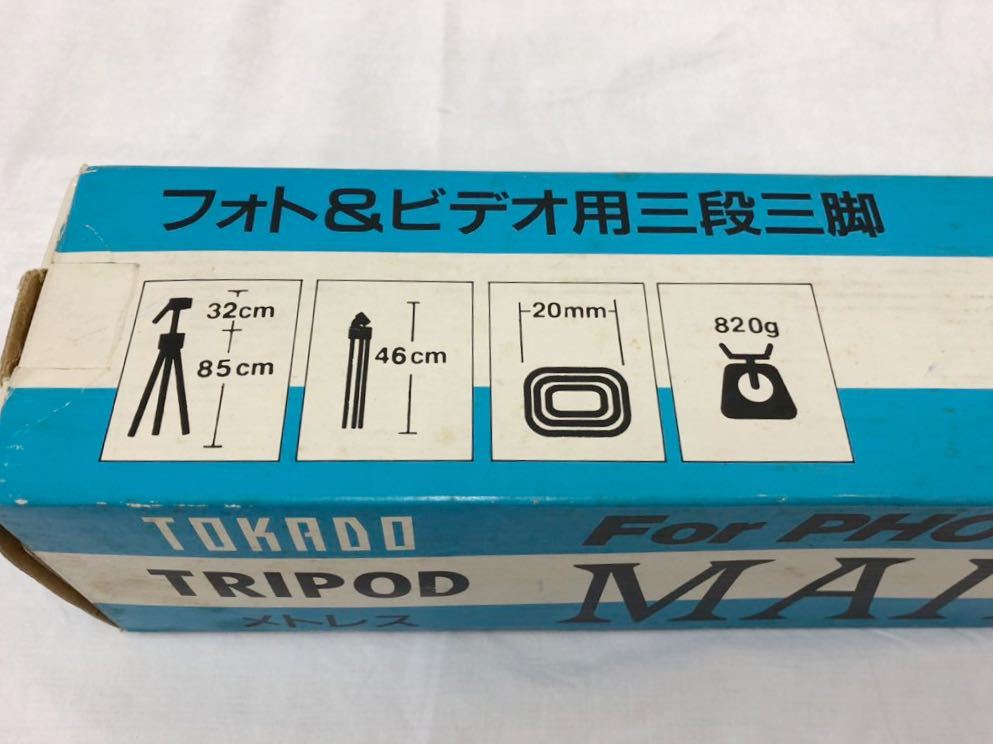 フォト&ビデオ用三段三脚
32cm
85cm
46cm
20mm
820g
TOKADO
For PHO
TRIPOD
MAI
メトレス